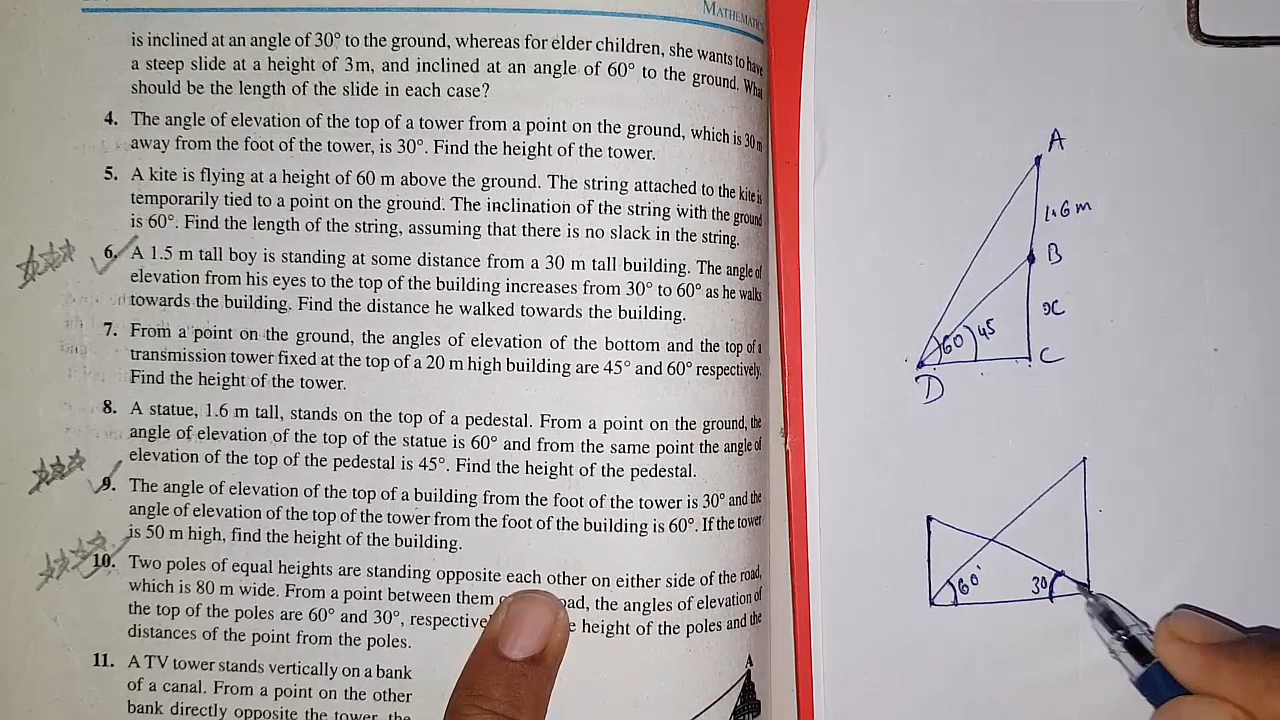 MATHEMATICS
is inclined at an angle of 30° to the ground, whereas for elder children, she wants to have
a steep slide at a height of 3m, and inclined at an angle of 60° to the ground. What
should be the length of the slide in each case?
4. The angle of elevation of the top of a tower from a point on the ground, which is 30 m
away from the foot of the tower, is 30°. Find the height of the tower.
5. A kite is flying at a height of 60 m above the ground. The string attached to the kite is
temporarily tied to a point on the ground. The inclination of the string with the ground
is 60°. Find the length of the string, assuming that there is no slack in the string.
6. A 1.5 m tall boy is standing at some distance from a 30 m tall building. The angle of
elevation from his eyes to the top of the building increases from 30° to 60° as he walks
towards the building. Find the distance he walked towards the building.
7. From a point on the ground, the angles of elevation of the bottom and the top of a
transmission tower fixed at the top of a 20 m high building are 45° and 60° respectively.
Find the height of the tower.
8. A statue, 1.6 m tall, stands on the top of a pedestal. From a point on the ground, the
angle of elevation of the top of the statue is 60° and from the same point the angle of
elevation of the top of the pedestal is 45°. Find the height of the pedestal.
9. The angle of elevation of the top of a building from the foot of the tower is 30° and the
angle of elevation of the top of the tower from the foot of the building is 60°. If the tower
is 50 m high, find the height of the building.
10. Two poles of equal heights are standing opposite each other on either side of the road,
which is 80 m wide. From a point between them road, the angles of elevation of
the top of the poles are 60° and 30°, respective height of the poles and the
distances of the point from the poles.
11. A TV tower stands vertically on a bank
of a canal. From a point on the other
bank directly opposite the tower, the
A
A
1.6 m
B
x
60 45
C
D
60°
30